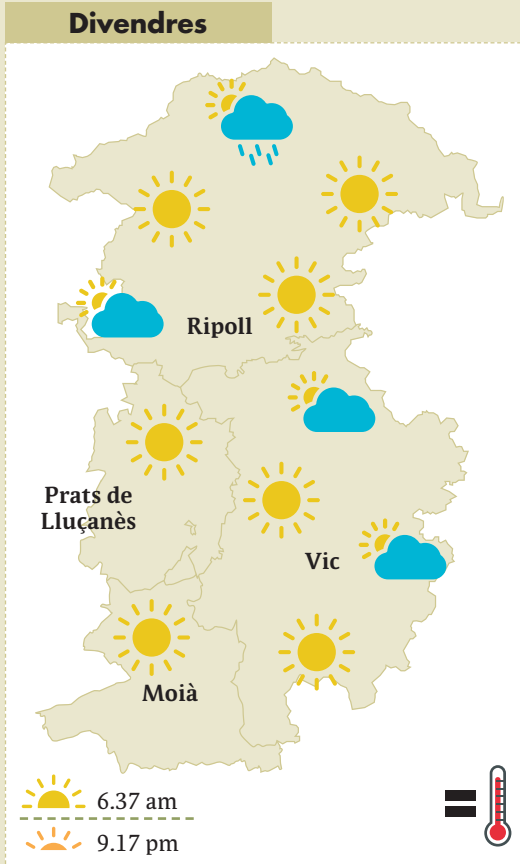 Divendres
Ripoll
Prats de
Lluçanès
Vic
Moià
6.37 am
9.17 pm